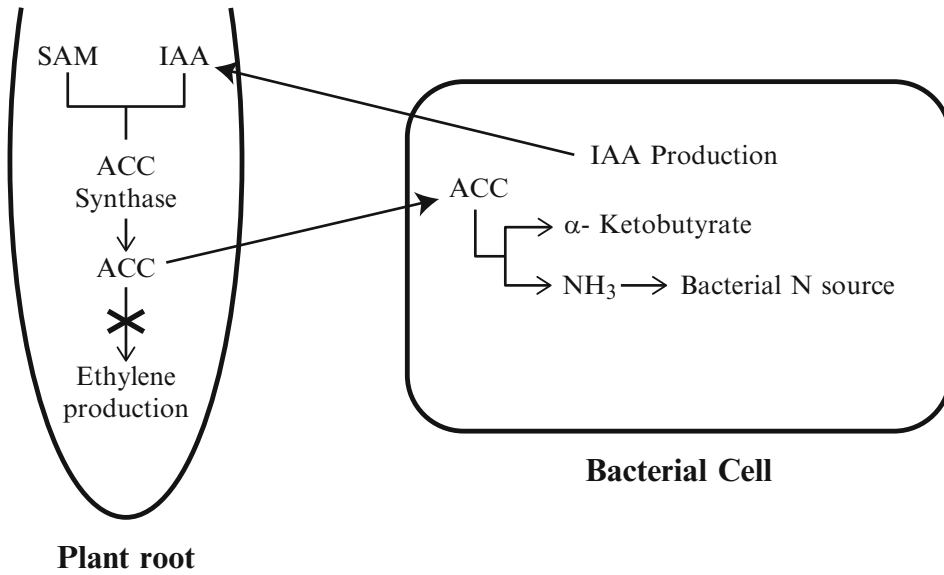 SAM IAA
ACC
Synthase
ACC
Ethylene
production
Plant root
IAA Production
ACC
α- Ketobutyrate
NH₃ Bacterial N source
Bacterial Cell